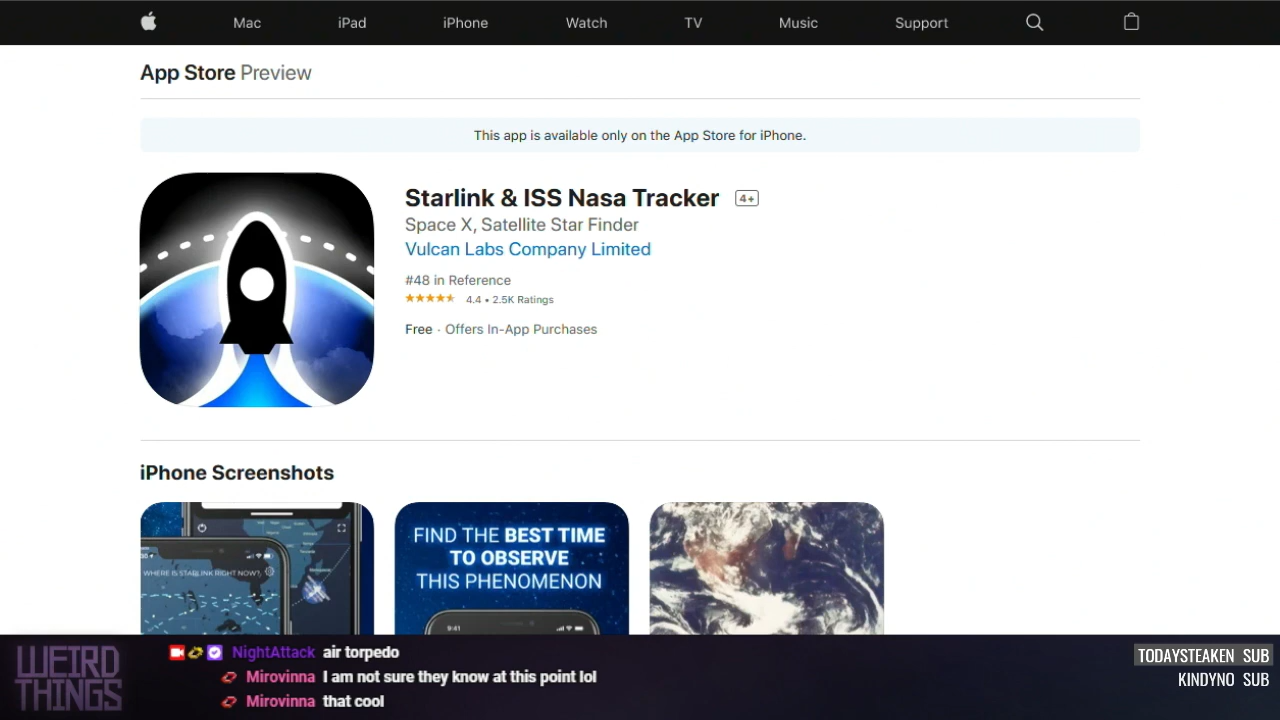 Mac iPad iPhone Watch TV Music Support
App Store Preview
This app is available only on the App Store for iPhone.
Starlink & ISS Nasa Tracker 4+
Space X, Satellite Star Finder
Vulcan Labs Company Limited
#48 in Reference
4.4 • 2.5K Ratings
Free · Offers In-App Purchases
iPhone Screenshots
WHERE IS STARLINK RIGHT NOW?
FIND THE BEST TIME
TO OBSERVE
THIS PHENOMENON
9:41
WEIRD
THINGS
NightAttack air torpedo
Mirovinna I am not sure they know at this point lol
Mirovinna that cool
TODAYSTEAKEN SUB
KINDYNO SUB